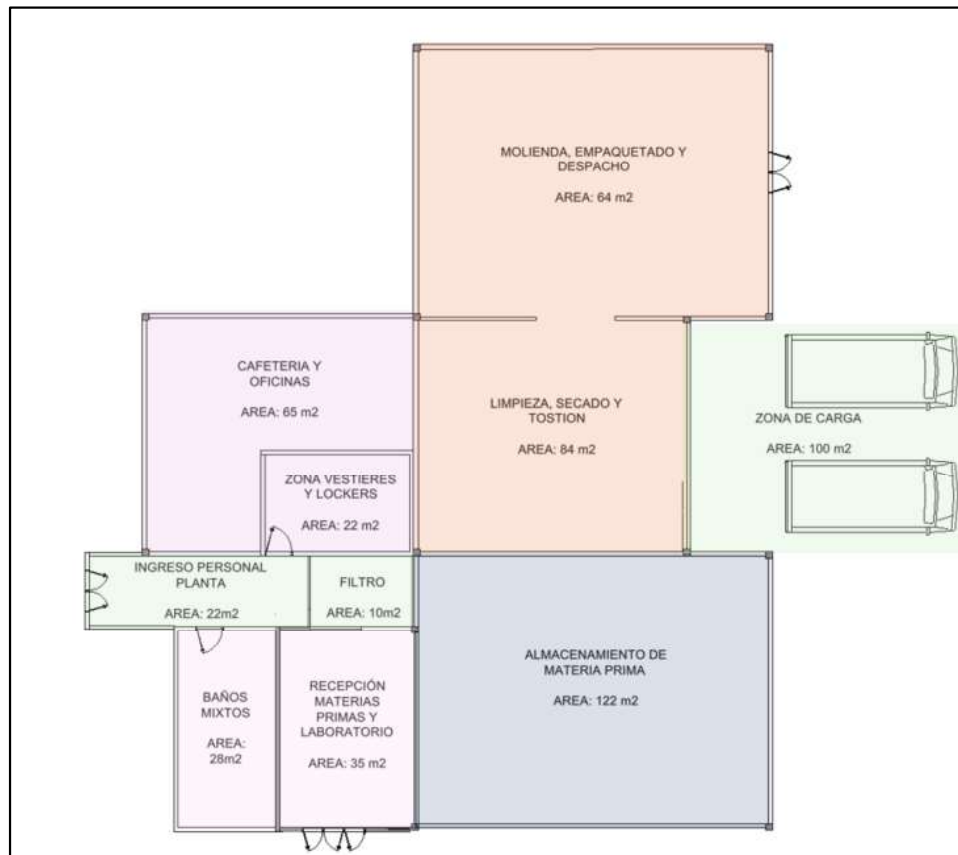 MOLIENDA, EMPAQUETADO Y
DESPACHO
AREA: 64 m2
CAFETERIA Y
OFICINAS
AREA: 65 m2
LIMPIEZA, SECADO Y
TOSTION
AREA: 84 m2
ZONA DE CARGA
AREA: 100 m2
ZONA VESTIERES
Y LOCKERS
AREA: 22 m2
INGRESO PERSONAL
PLANTA
AREA: 22m2
FILTRO
AREA: 10m2
ALMACENAMIENTO DE
MATERIA PRIMA
AREA: 122 m2
BAÑOS
MIXTOS
AREA:
28m2
RECEPCIÓN
MATERIAS
PRIMAS Y
LABORATORIO
AREA: 35 m2